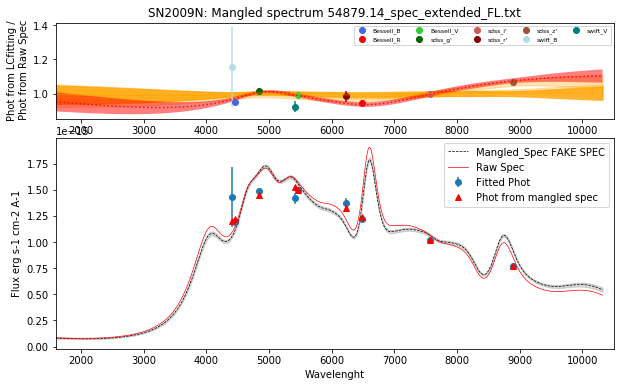 SN2009N: Mangled spectrum 54879.14_spec_extended_FL.txt
Phot from LCfitting /
Phot from Raw Spec
1.4
1.2
1.0
Bessell_B
Bessell_R
Bessell_V
sdss_g'
sdss_i'
sdss_r'
sdss_z'
swift_B
swift_V
2000 3000 4000 5000 6000 7000 8000 9000 10000
Flux erg s-1 cm-2 A-1
1.75
1.50
1.25
1.00
0.75
0.50
0.25
0.00
Mangled_Spec FAKE SPEC
Raw Spec
Fitted Phot
Phot from mangled spec
2000 3000 4000 5000 6000 7000 8000 9000 10000
Wavelenght